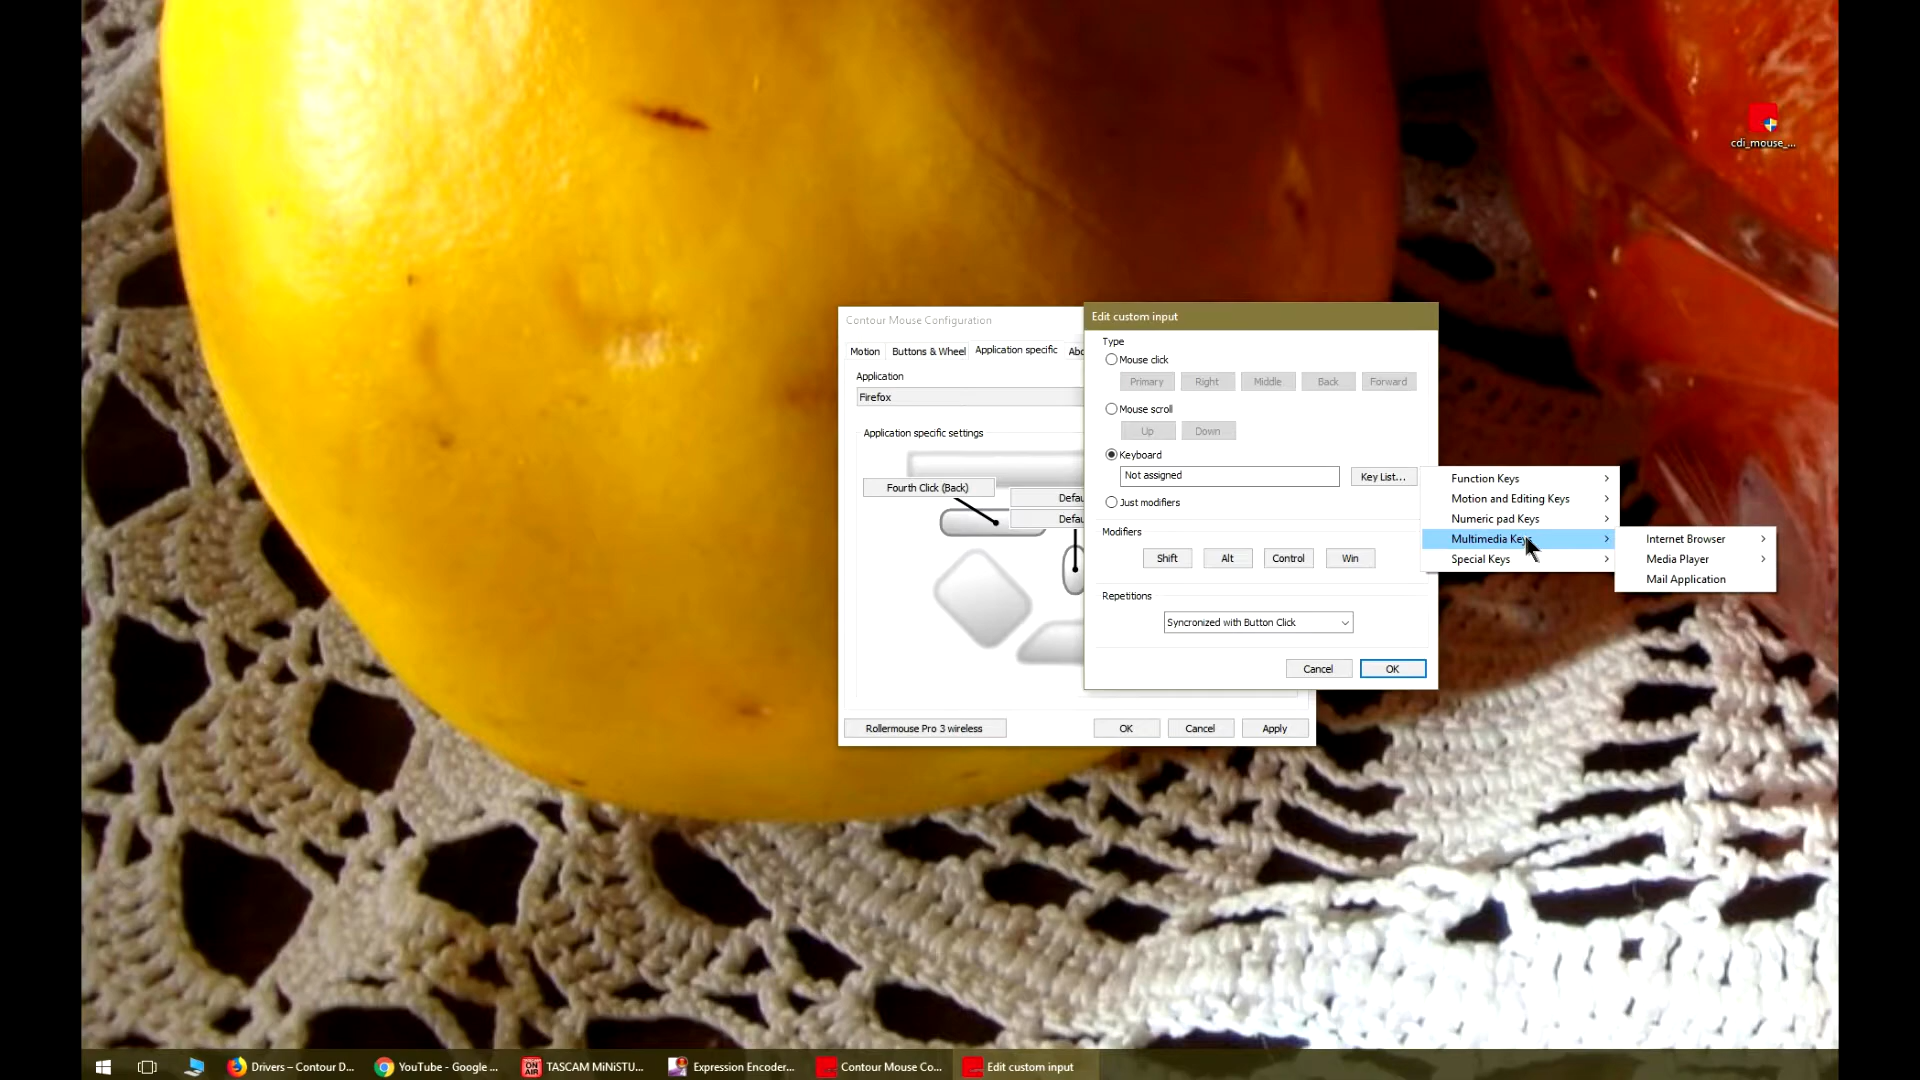 cdi_mouse_...
Contour Mouse Configuration
Motion
Buttons & Wheel
Application specific
Abo
Application
Firefox
Application specific settings
Fourth Click (Back)
Defau
Defau
Rollermouse Pro 3 wireless
OK
Cancel
Apply
Edit custom input
Type
Mouse click
Primary
Right
Middle
Back
Forward
Mouse scroll
Up
Down
Keyboard
Not assigned
Key List...
Just modifiers
Modifiers
Shift
Alt
Control
Win
Repetitions
Syncronized with Button Click
Cancel
OK
Function Keys
Motion and Editing Keys
Numeric pad Keys
Multimedia Keys
Special Keys
Internet Browser
Media Player
Mail Application
Drivers – Contour D...
YouTube - Google ...
ON AIR
TASCAM MiNiSTU...
Expression Encoder...
Contour Mouse Co...
Edit custom input